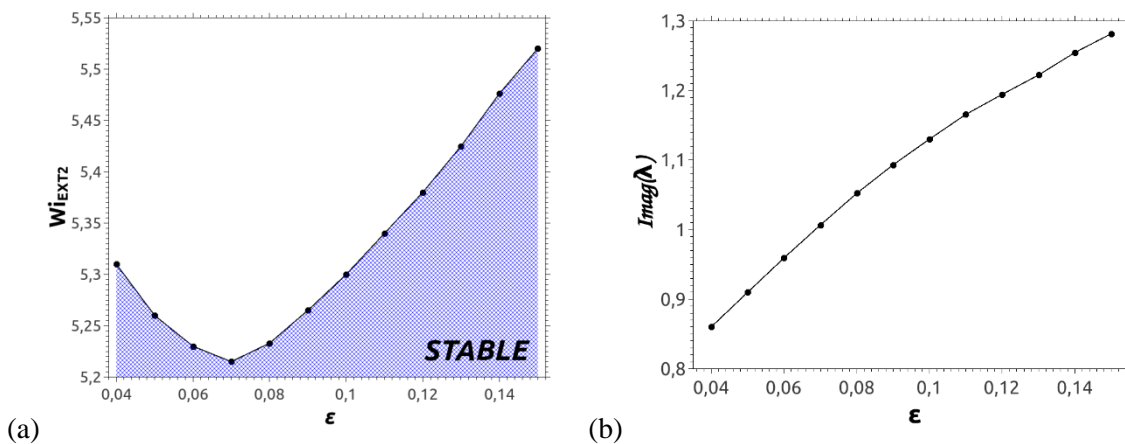 5,55
5,5
5,45
5,4
5,35
5,3
5,25
5,2
WiEXT2
STABLE
0,04 0,06 0,08 0,1 0,12 0,14
ε
(a)
1,3
1,2
1,1
1
0,9
0,8
Imag(λ)
0,04 0,06 0,08 0,1 0,12 0,14
ε
(b)